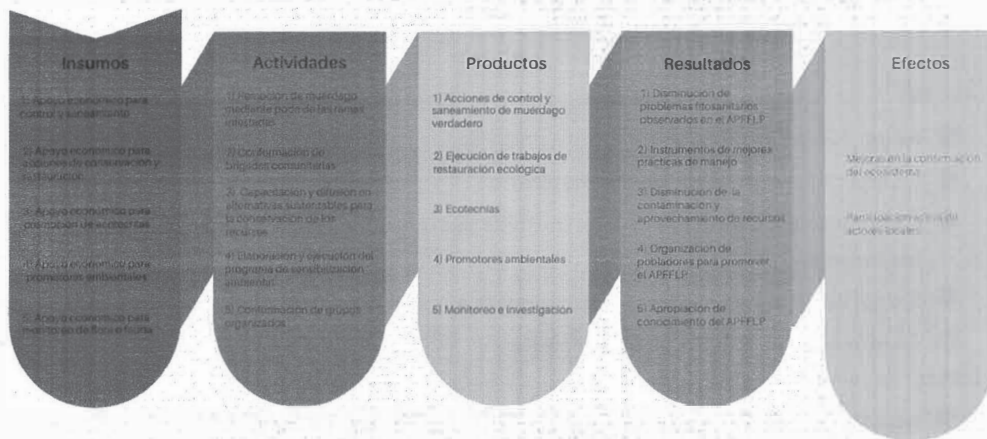 Insumos
1) Apoyo económico para
control y saneamiento
2) Apoyo económico para
acciones de conservación y
restauración
3) Apoyo económico para
promoción de ecotecnias
4) Apoyo económico para
promotores ambientales
5) Apoyo económico para
monitoreo de flora o fauna
Actividades
1) Remoción de muérdago
mediante poda de las ramas
infestadas
2) Conformación de
brigadas comunitarias
3) Capacitación y difusión en
alternativas sustentables para
la conservación de los
recursos
4) Elaboración y ejecución del
programa de sensibilización
ambiental
5) Conformación de grupos
organizados
Productos
1) Acciones de control y
saneamiento de muérdago
verdadero
2) Ejecución de trabajos de
restauración ecológica
3) Ecotecnias
4) Promotores ambientales
5) Monitoreo e investigación
Resultados
1) Disminución de
problemas fitosanitarios
observados en el APFFLP
2) Instrumentos de mejores
prácticas de manejo
3) Disminución de la
contaminación y
aprovechamiento de recursos
4) Organización de
pobladores para promover
el APFFLP
5) Apropiación de
conocimiento del APFFLP
Efectos
Mejoras en la
del ecosistema
Participación activa de
actores locales